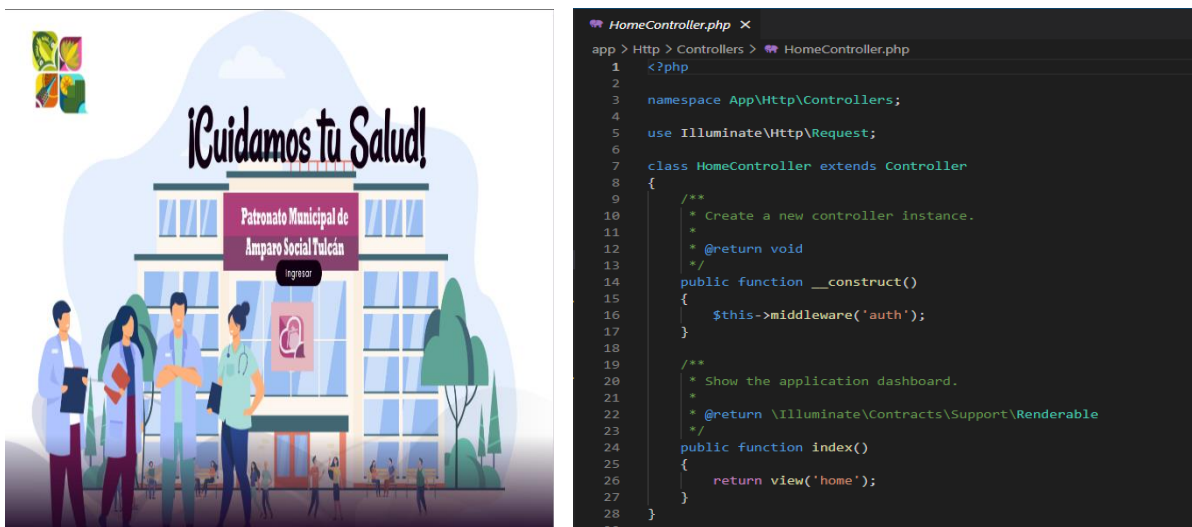 ¡Cuidamos tu Salud!
Patronato Municipal de
Amparo Social Tulcán
Ingresar
HomeController.php ×
app > Http > Controllers > HomeController.php
1 <?php
2
3 namespace App\Http\Controllers;
4
5 use Illuminate\Http\Request;
6
7 class HomeController extends Controller
8 {
9     /**
10      * Create a new controller instance.
11      *
12      * @return void
13      */
14     public function __construct()
15     {
16         $this->middleware('auth');
17     }
18
19     /**
20      * Show the application dashboard.
21      *
22      * @return \Illuminate\Contracts\Support\Renderable
23      */
24     public function index()
25     {
26         return view('home');
27     }
28 }